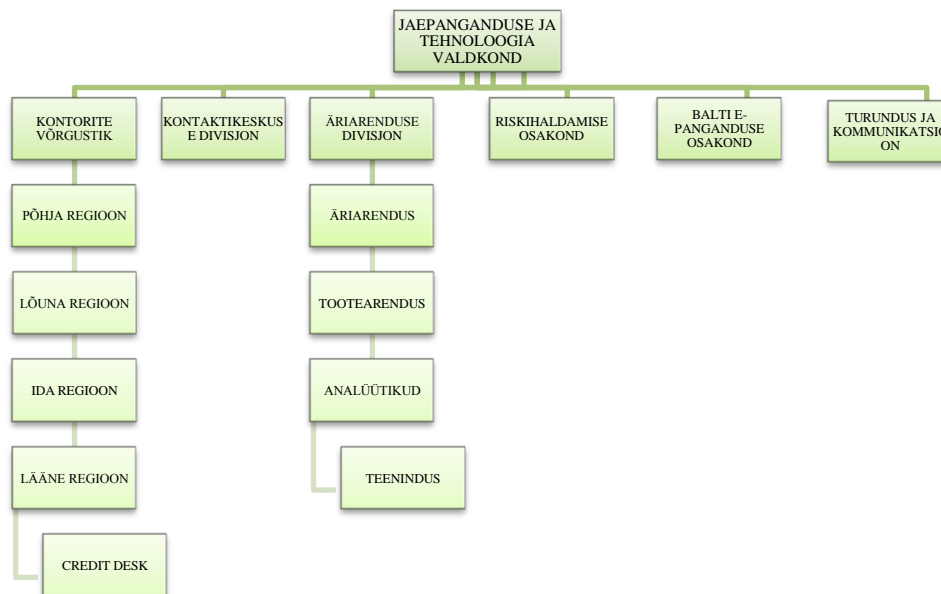 JAEPANGANDUSE JA
TEHNOLOOGIA
VALDKOND
KONTORITE
VÕRGUSTIK
KONTAKTIKESKUS
E DIVISJON
ÄRIARENDUSE
DIVISJON
RISKIHALDAMISE
OSAKOND
BALTI E-
PANGANDUSE
OSAKOND
TURUNDUS JA
KOMMUNIKATSIO
ON
PÕHJA REGIOON
ÄRIARENDUS
LÕUNA REGIOON
TOOTEARENDUS
IDA REGIOON
ANALÜÜTIKUD
LÄÄNE REGIOON
TEENINDUS
CREDIT DESK